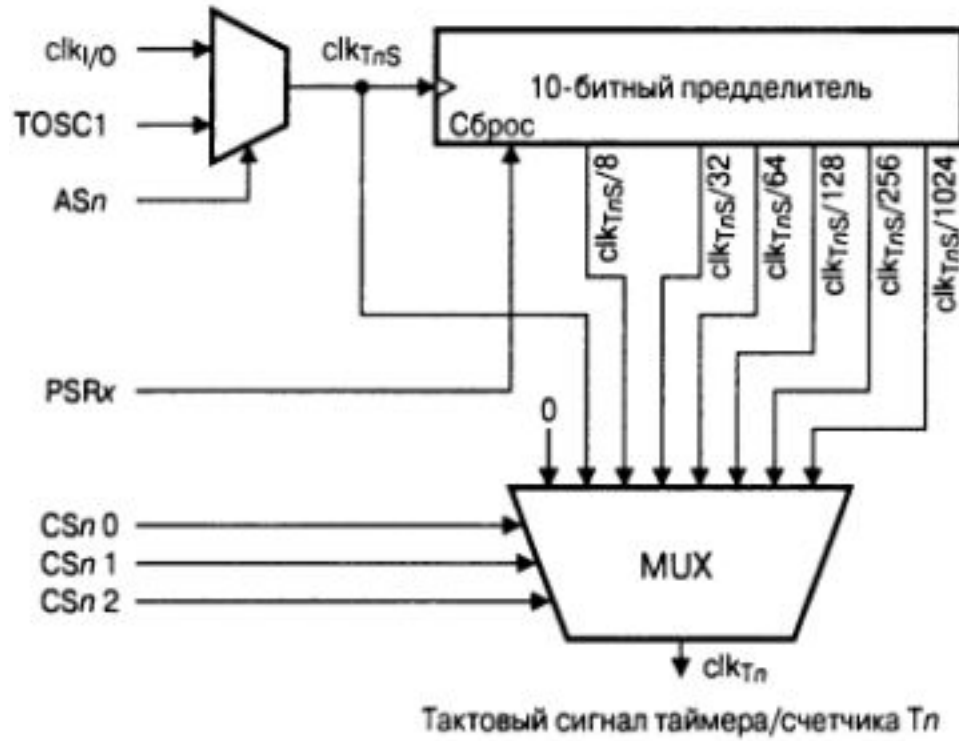 clkI/O
clkTnS
10-битный предделитель
TOSC1
Сброс
ASn
clkTnS/8
clkTnS/32
clkTnS/64
clkTnS/128
clkTnS/256
clkTnS/1024
PSRx
0
CSn 0
CSn 1
CSn 2
MUX
clkTn
Тактовый сигнал таймера/счетчика Tn